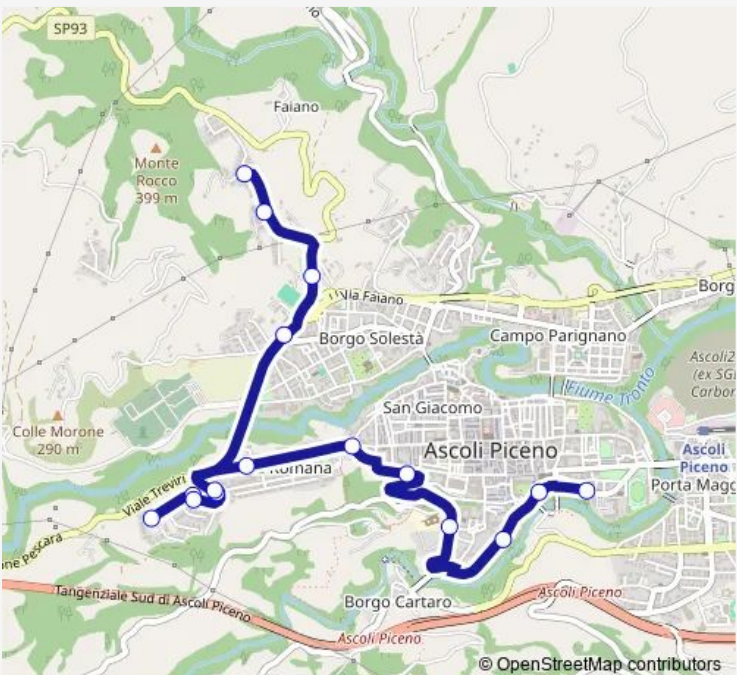 SP93
Faiano
Monte
Rocco
399 m
Via Faiano
Borg
Borgo Solestà
Campo Parignano
Ascoli2
(ex SGL
Carbon
Fiume Tronto
San Giacomo
Colle Morone
290 m
Ascoli Piceno
Ascoli
Piceno
Romana
Porta Magg
Viale Treviri
one Pescara
Tangenziale Sud di Ascoli Piceno
Ascoli Piceno
Borgo Cartaro
Ascoli Piceno
© OpenStreetMap contributors